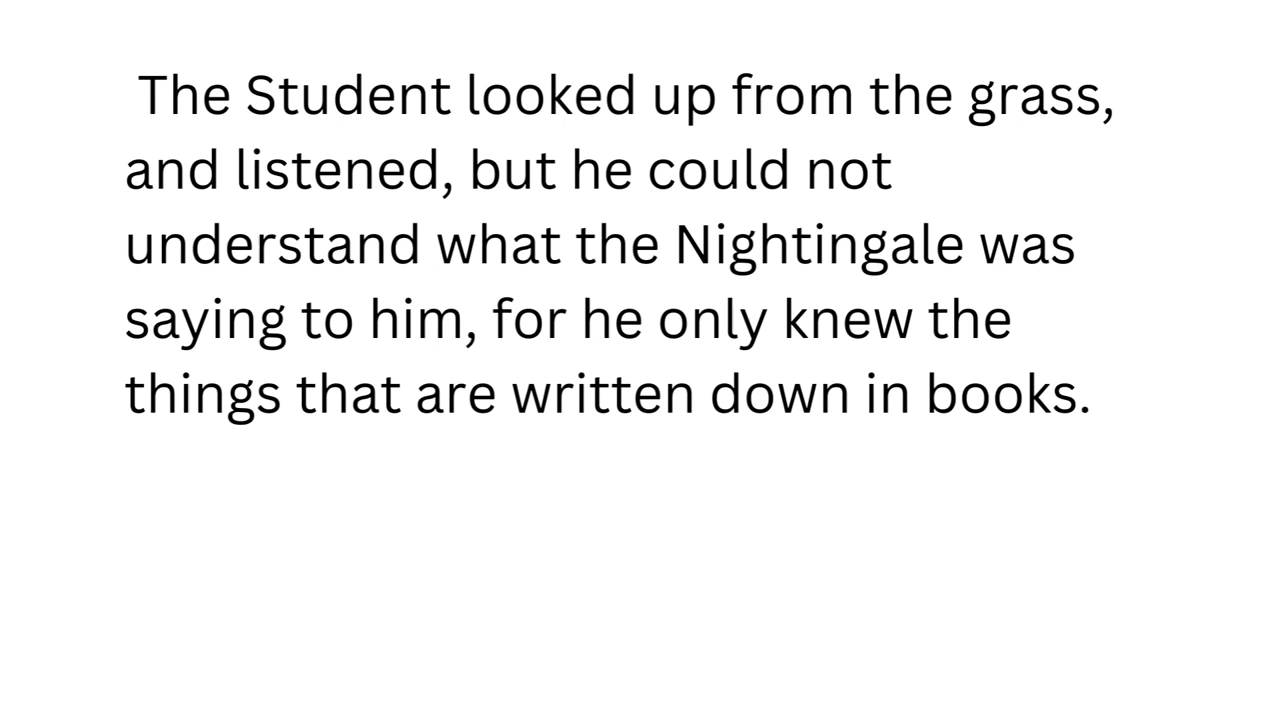 The Student looked up from the grass,
and listened, but he could not
understand what the Nightingale was
saying to him, for he only knew the
things that are written down in books.